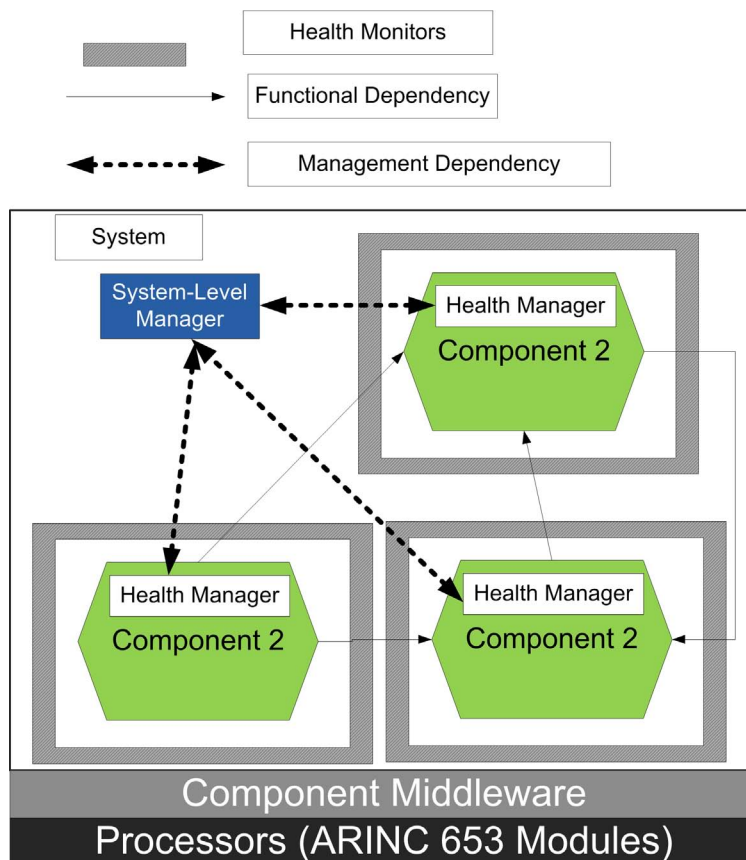 Health Monitors
Functional Dependency
Management Dependency
System
System-Level
Manager
Health Manager
Component 2
Health Manager
Component 2
Health Manager
Component 2
Component Middleware
Processors (ARINC 653 Modules)